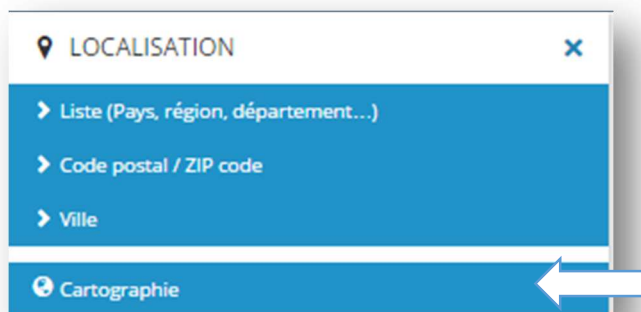 LOCALISATION
Liste (Pays, région, département...)
Code postal / ZIP code
Ville
Cartographie